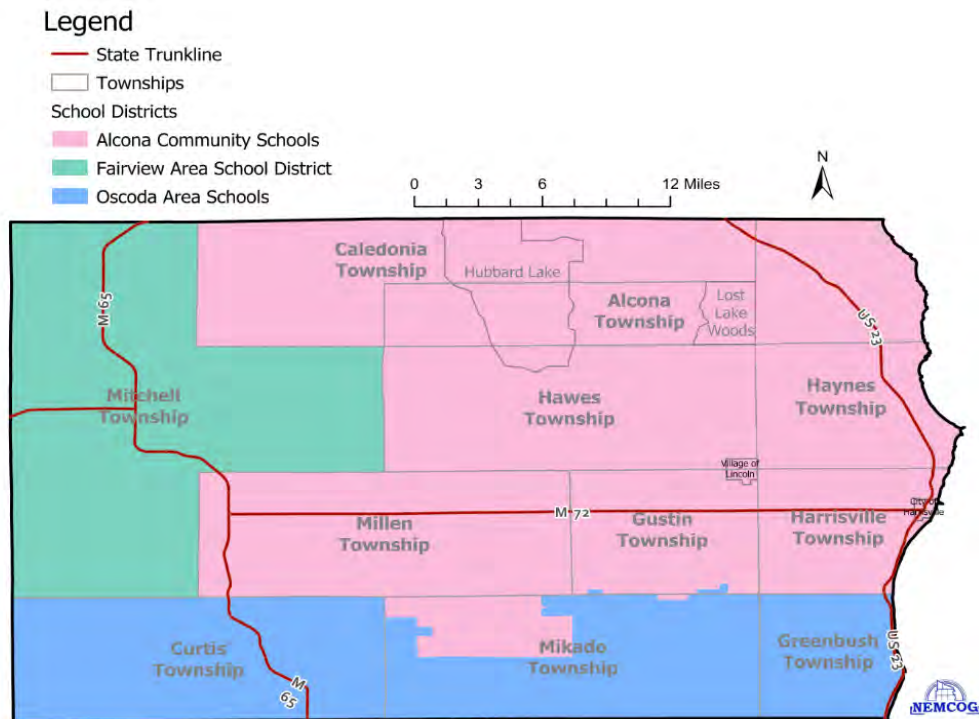 Legend
State Trunkline
Townships
School Districts
Alcona Community Schools
Fairview Area School District
Oscoda Area Schools
0 3 6 12 Miles
N
Caledonia
Township
Hubbard Lake
Alcona
Township
Lost
Lake
Woods
US 23
M 65
Mitchell
Township
Hawes
Township
Haynes
Township
Village of
Lincoln
M 72
City of
Harrisville
Millen
Township
Gustin
Township
Harrisville
Township
Curtis
Township
Mikado
Township
Greenbush
Township
US 23
M
65
NEMCOG